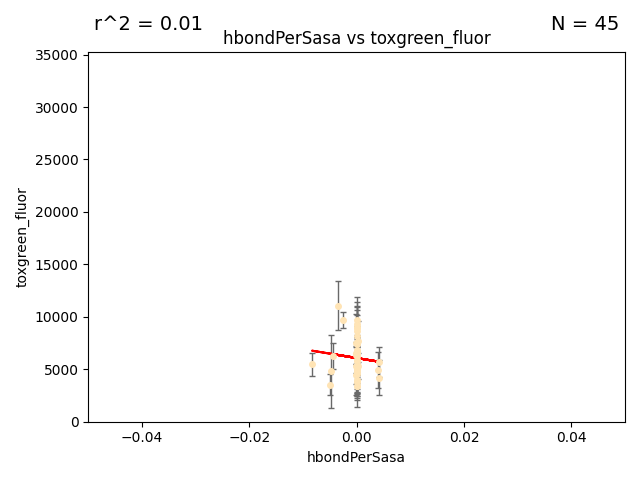 r^2 = 0.01
N = 45
hbondPerSasa vs toxgreen_fluor
35000
30000
25000
20000
15000
10000
5000
0
toxgreen_fluor
−0.04
−0.02
0.00
0.02
0.04
hbondPerSasa